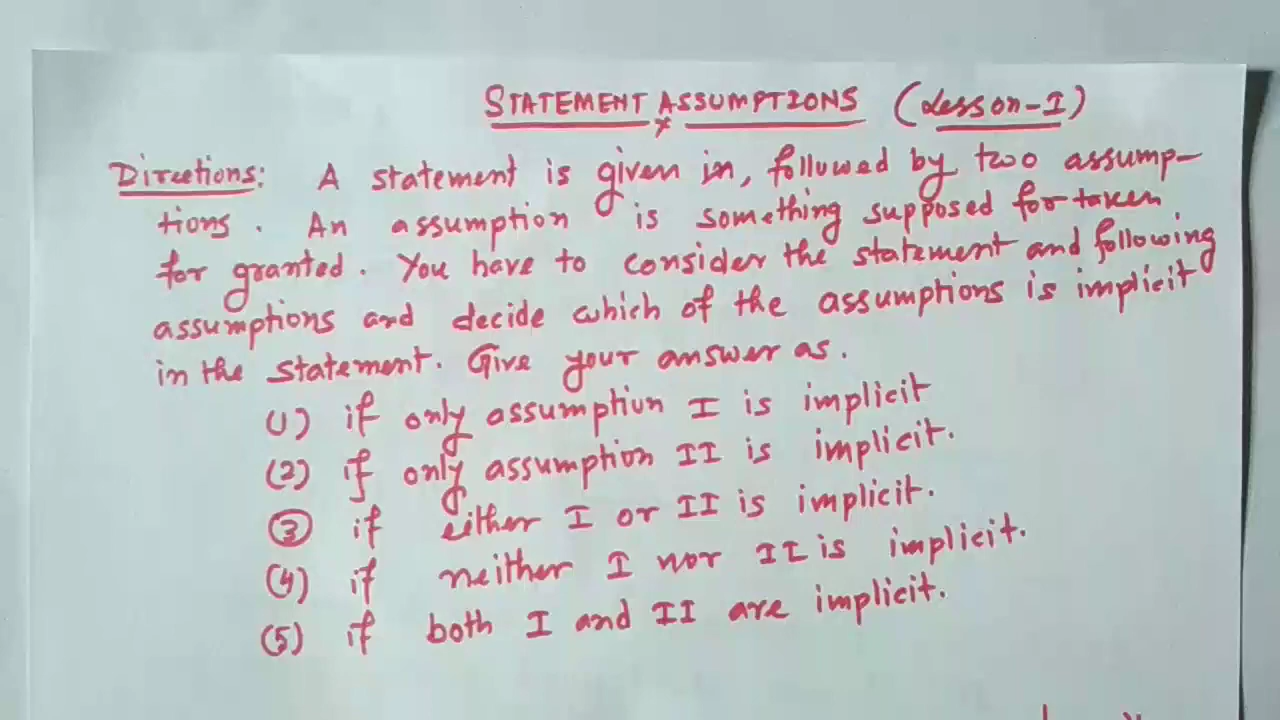 STATEMENT ASSUMPTIONS (Lesson-I)
Directions: A statement is given in, followed by two assump-
tions. An assumption is something supposed for taken
for granted. You have to consider the statement and following
assumptions and decide which of the assumptions is implicit
in the statement. Give your answer as.
(1) if only assumption I is implicit
(2) if only assumption II is implicit.
③ if either I or II is implicit.
(4) if neither I nor II is implicit.
(5) if both I and II are implicit.